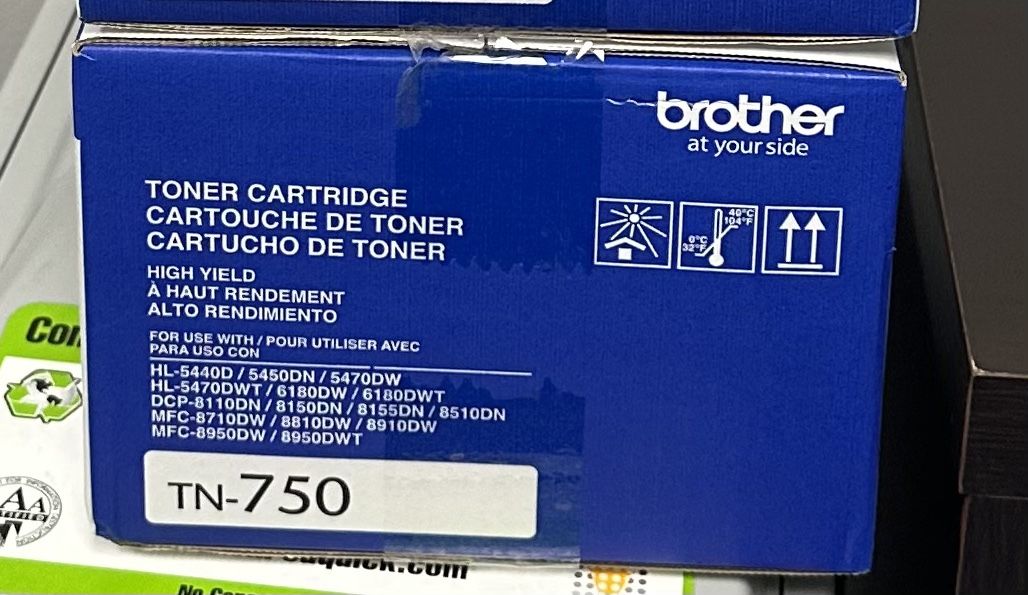 brother
at your side
TONER CARTRIDGE
CARTOUCHE DE TONER
CARTUCHO DE TONER
40°C
104°F
0°C
32°F
HIGH YIELD
À HAUT RENDEMENT
ALTO RENDIMIENTO
FOR USE WITH / POUR UTILISER AVEC
PARA USO CON
HL-5440D / 5450DN / 5470DW
HL-5470DWT / 6180DW / 6180DWT
DCP-8110DN / 8150DN / 8155DN / 8510DN
MFC-8710DW / 8810DW / 8910DW
MFC-8950DW / 8950DWT
TN-750